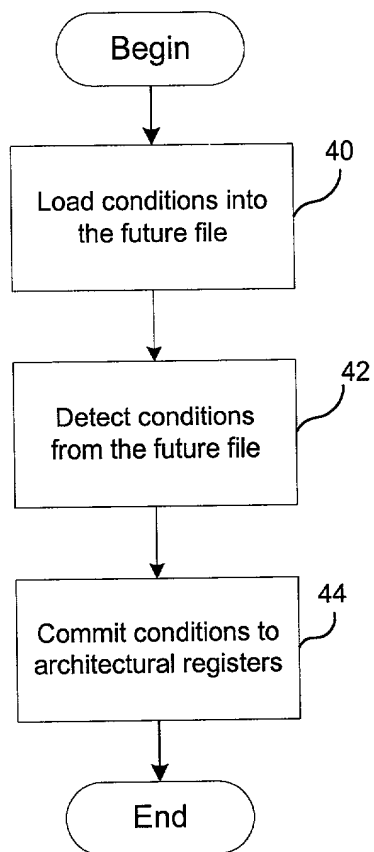 Begin
40
Load conditions into
the future file
42
Detect conditions
from the future file
44
Commit conditions to
architectural registers
End